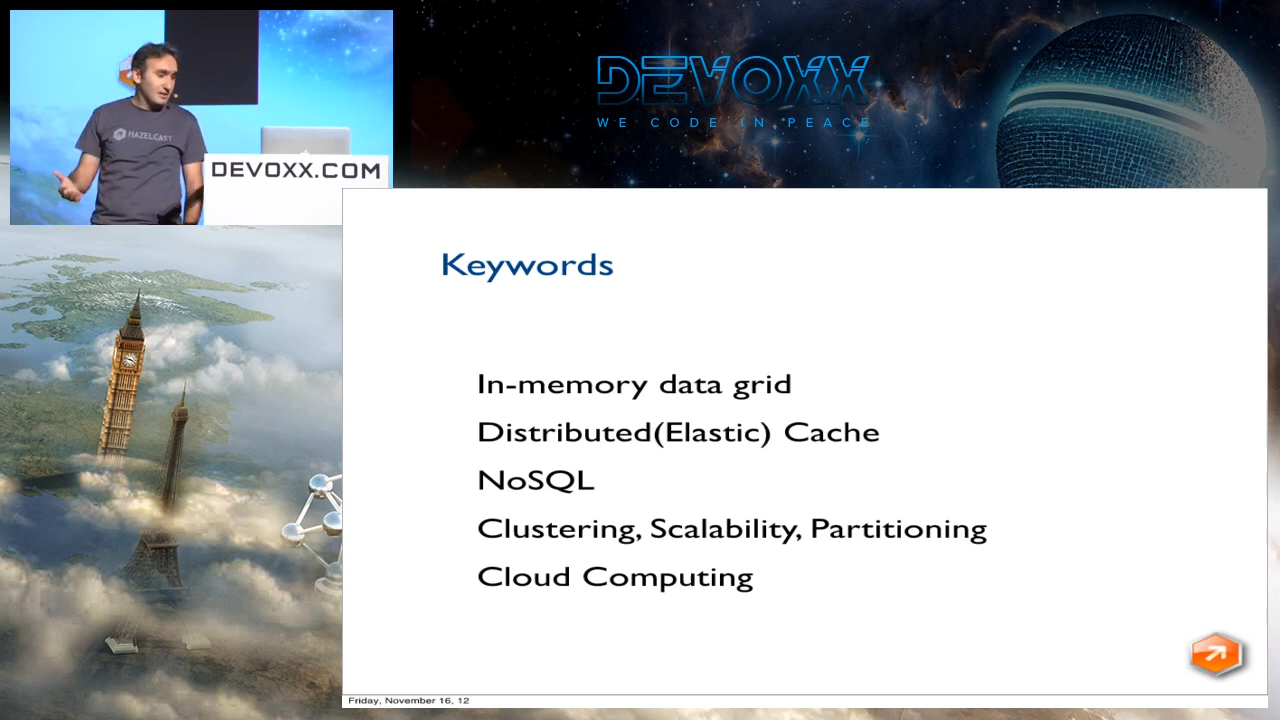 HAZELCAST
DEVOXX.COM
DEVOXX
WE CODE IN PEACE
Keywords
In-memory data grid
Distributed(Elastic) Cache
NoSQL
Clustering, Scalability, Partitioning
Cloud Computing
Friday, November 16, 12